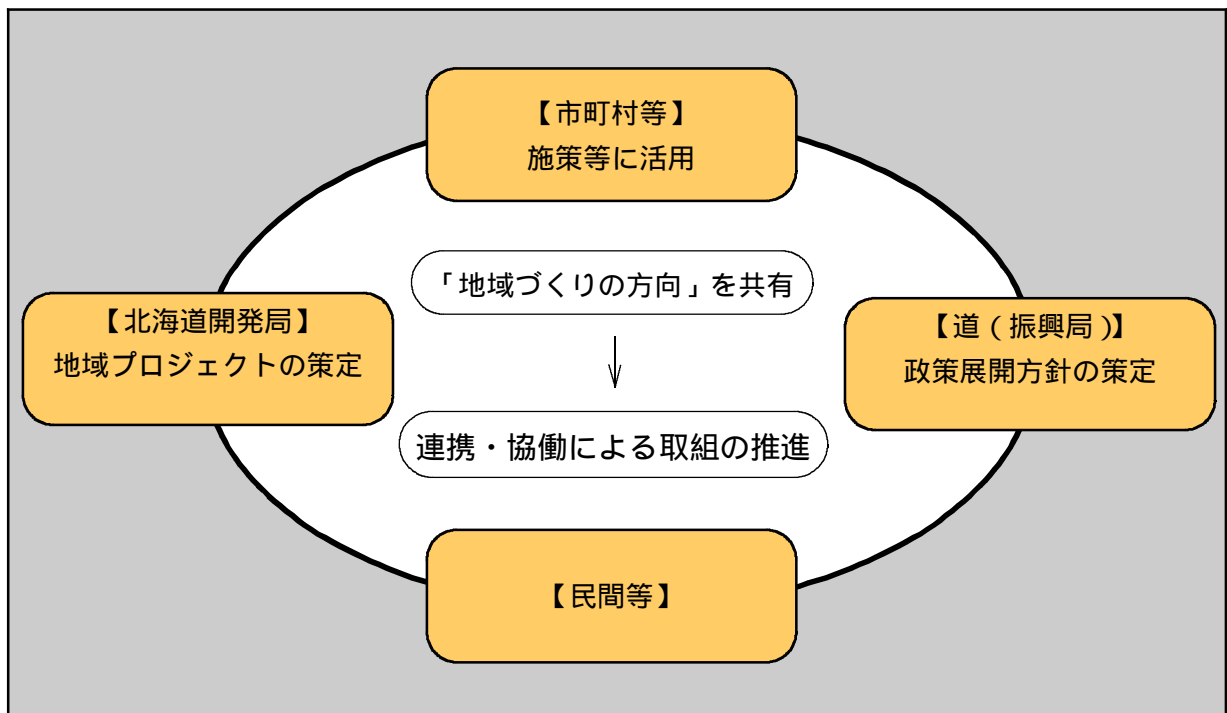 【市町村等】
施策等に活用
「地域づくりの方向」を共有
【北海道開発局】
地域プロジェクトの策定
【道(振興局)】
政策展開方針の策定
連携・協働による取組の推進
【民間等】